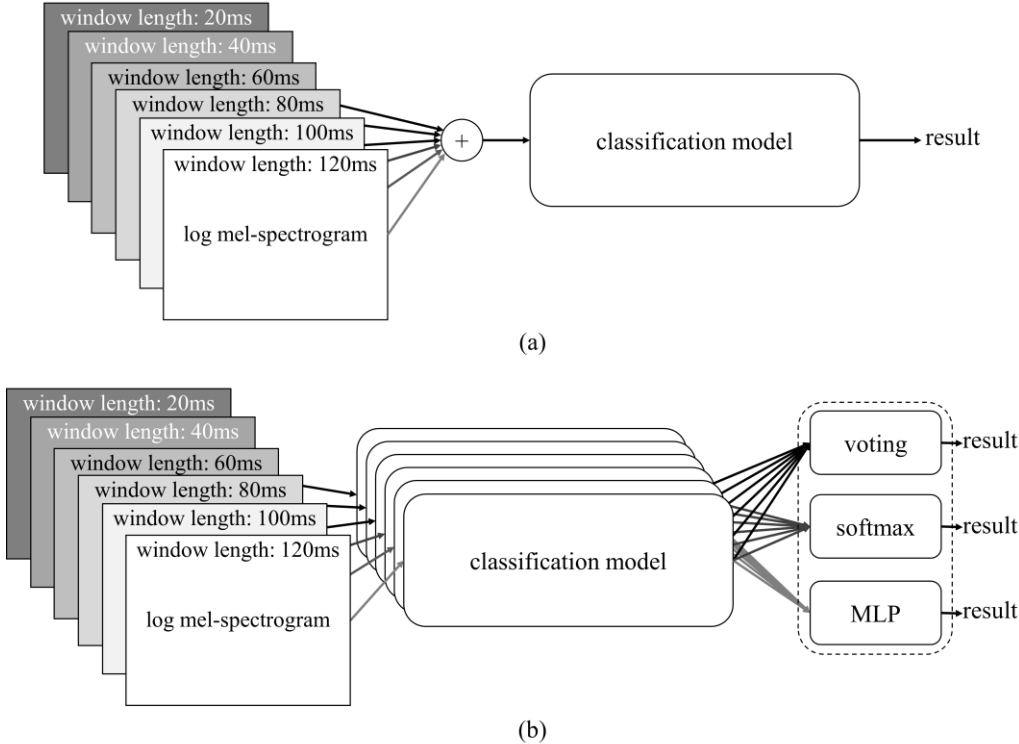 window length: 20ms
window length: 40ms
window length: 60ms
window length: 80ms
window length: 100ms
window length: 120ms
log mel-spectrogram
+
classification model
result
(a)
window length: 20ms
window length: 40ms
window length: 60ms
window length: 80ms
window length: 100ms
window length: 120ms
log mel-spectrogram
classification model
voting
result
softmax
result
MLP
result
(b)